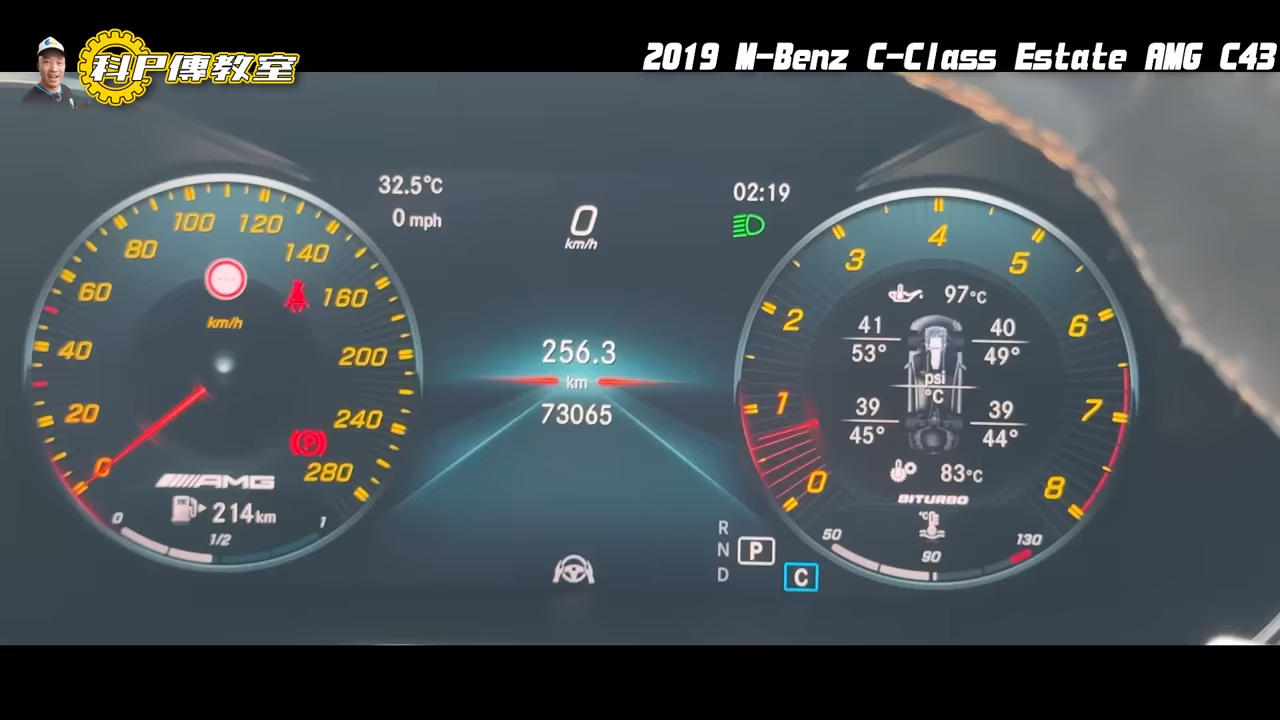 科P傳教室
2019 M-Benz C-Class Estate AMG C43
32.5°C
0 mph
0
km/h
02:19
0
20
40
60
80
100
120
140
160
200
240
280
km/h
AMG
214km
0
1/2
1
256.3
km
73065
R
N
D
P
C
0
1
2
3
4
5
6
7
8
97°C
41
53°
40
49°
psi
°C
39
45°
39
44°
83°C
BITURBO
°C
50
90
130